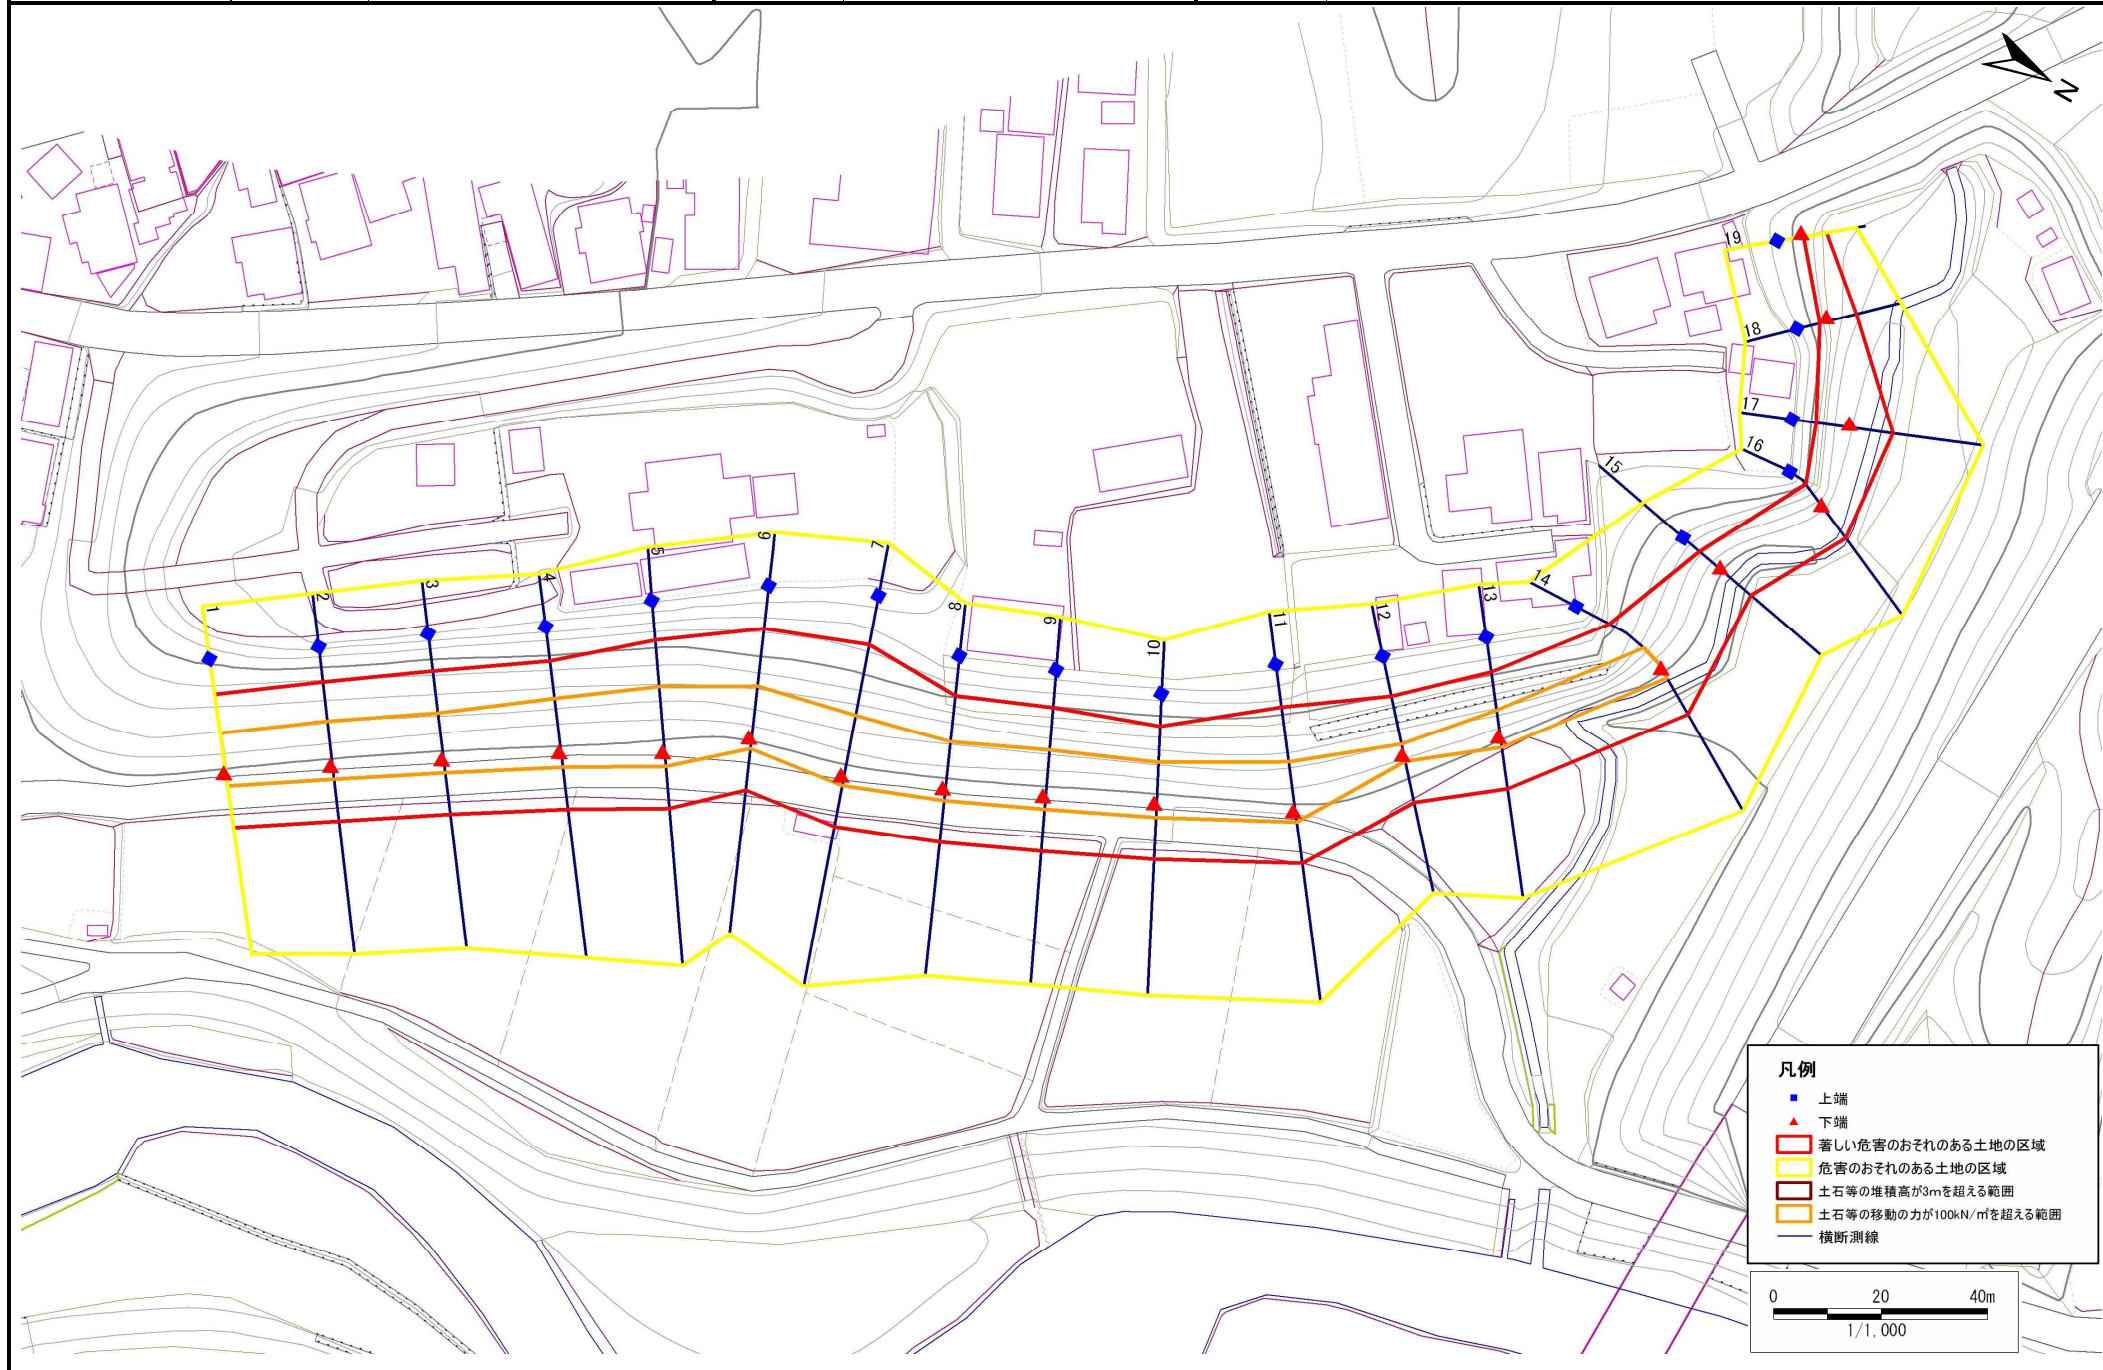 N
19
18
17
16
15
14
13
12
11
10
9
8
7
6
5
4
3
2
1
凡例
上端
下端
著しい危害のおそれのある土地の区域
危害のおそれのある土地の区域
土石等の堆積高が3mを超える範囲
土石等の移動の力が100kN/㎡を超える範囲
横断測線
0 20 40m
1/1,000